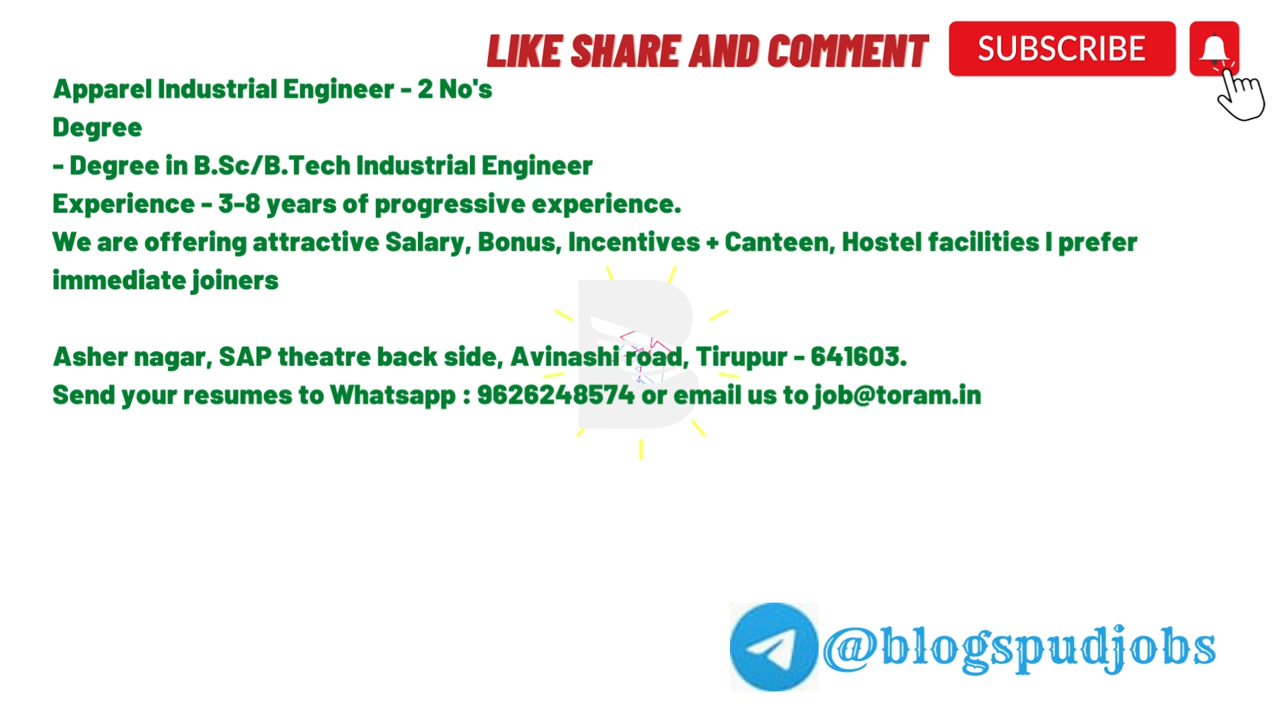 LIKE SHARE AND COMMENT
SUBSCRIBE
Apparel Industrial Engineer - 2 No's
Degree
- Degree in B.Sc/B.Tech Industrial Engineer
Experience - 3-8 years of progressive experience.
We are offering attractive Salary, Bonus, Incentives + Canteen, Hostel facilities I prefer
immediate joiners
Asher nagar, SAP theatre back side, Avinashi road, Tirupur - 641603.
Send your resumes to Whatsapp : 9626248574 or email us to job@toram.in
@blogspudjobs